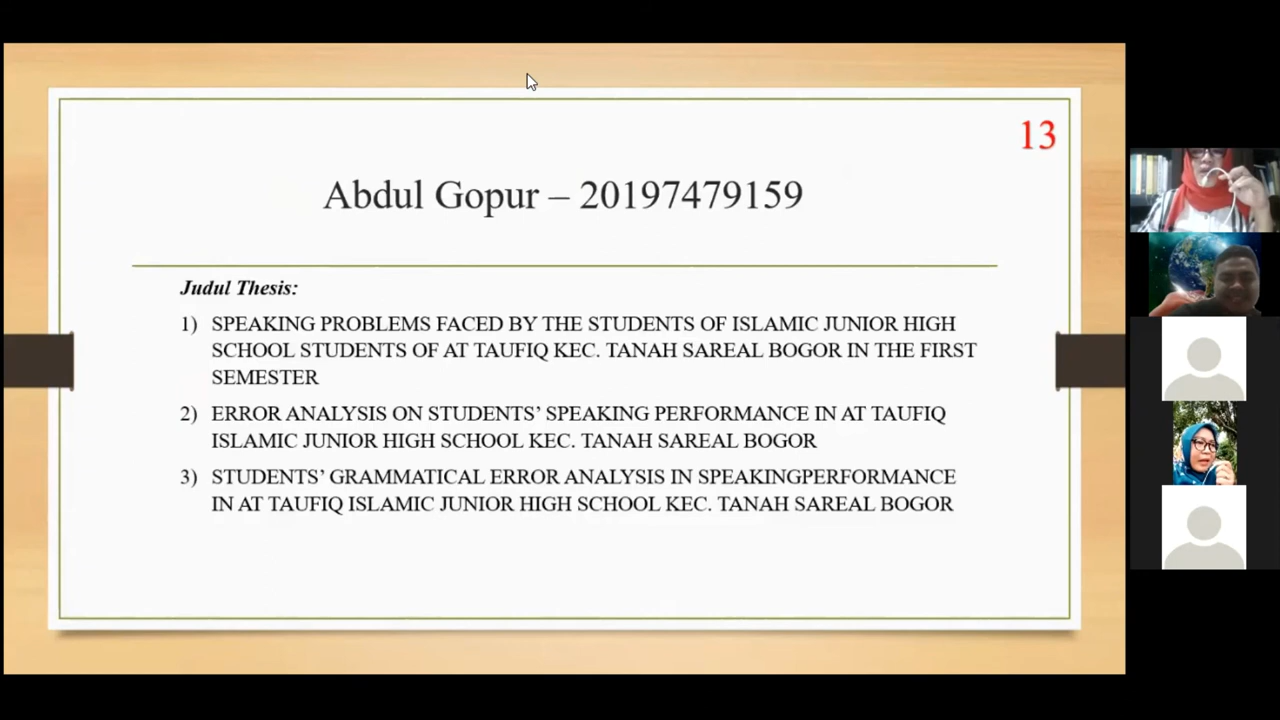 13
Abdul Gopur – 20197479159
Judul Thesis:
1) SPEAKING PROBLEMS FACED BY THE STUDENTS OF ISLAMIC JUNIOR HIGH
SCHOOL STUDENTS OF AT TAUFIQ KEC. TANAH SAREAL BOGOR IN THE FIRST
SEMESTER
2) ERROR ANALYSIS ON STUDENTS’ SPEAKING PERFORMANCE IN AT TAUFIQ
ISLAMIC JUNIOR HIGH SCHOOL KEC. TANAH SAREAL BOGOR
3) STUDENTS’ GRAMMATICAL ERROR ANALYSIS IN SPEAKINGPERFORMANCE
IN AT TAUFIQ ISLAMIC JUNIOR HIGH SCHOOL KEC. TANAH SAREAL BOGOR